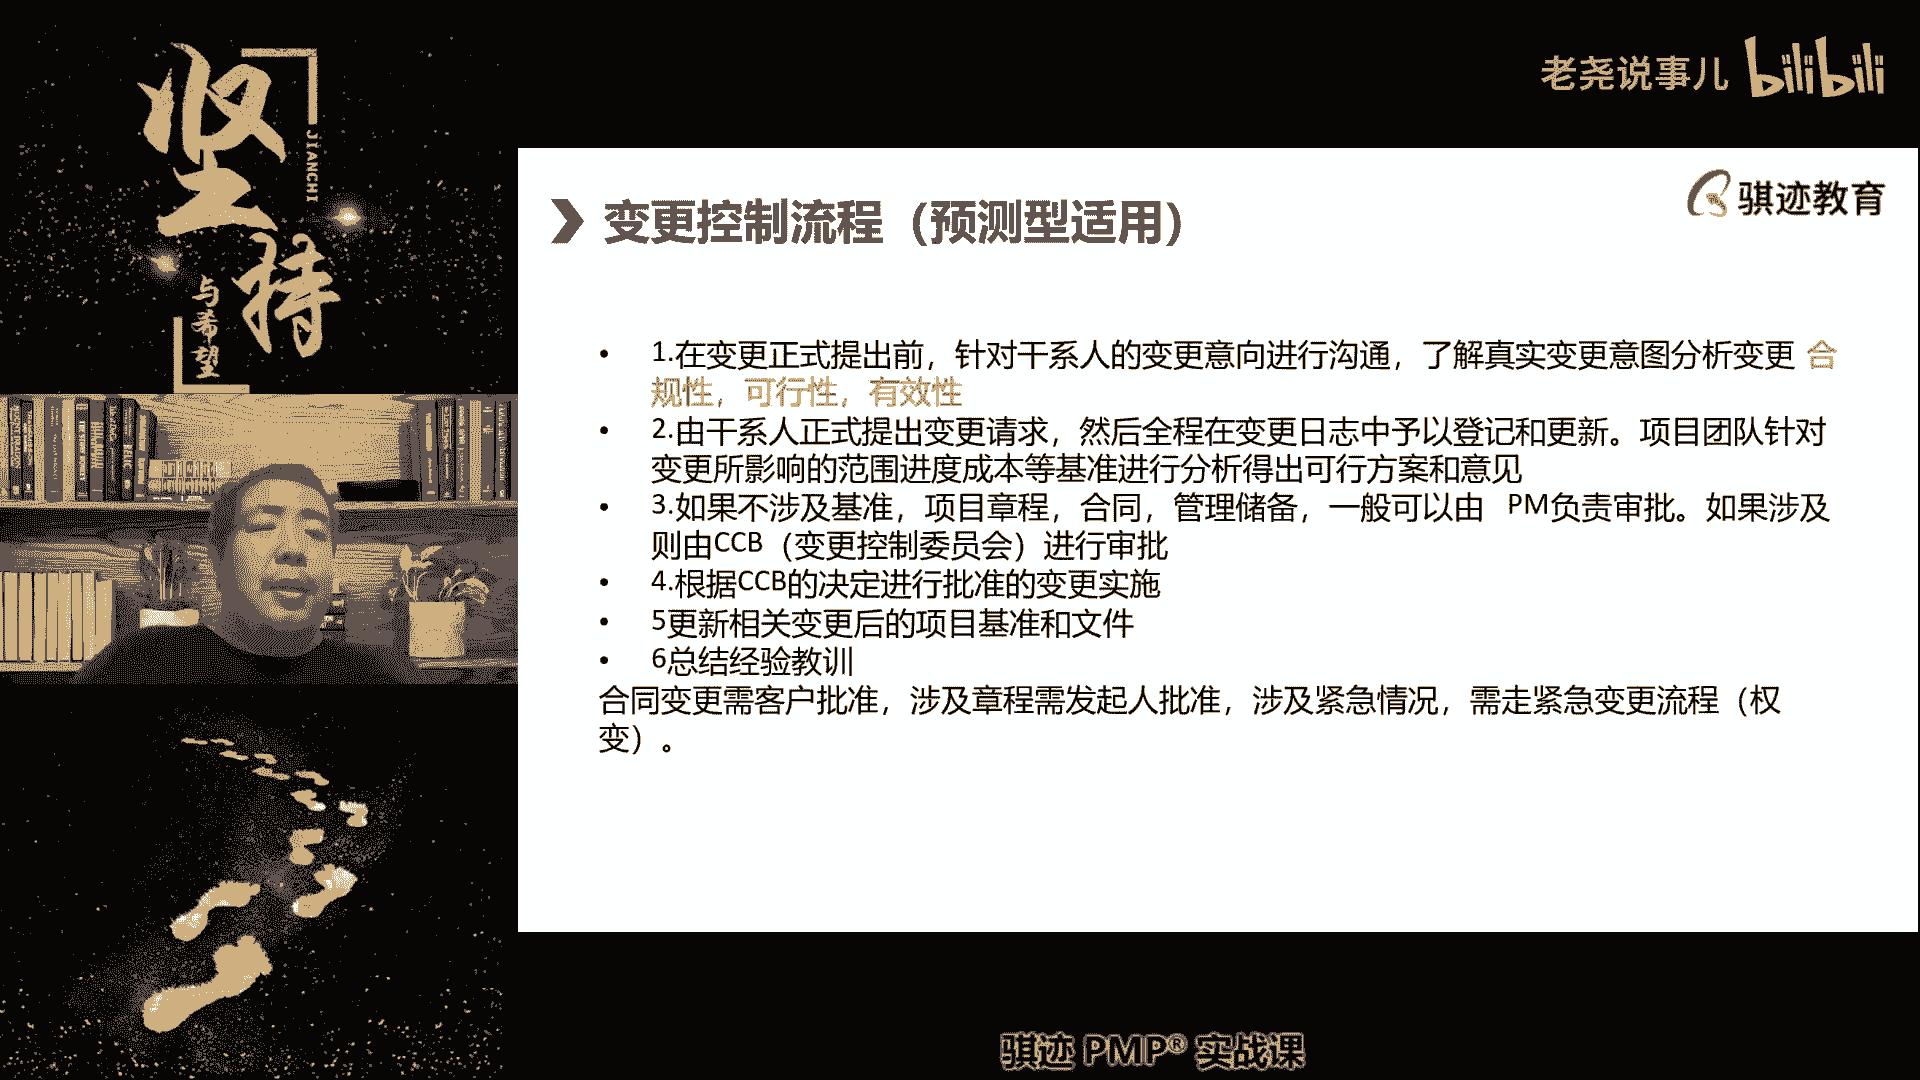 坚持
JIANCHI
与希望
老尧说事儿 bilibili
骐迹教育
变更控制流程（预测型适用）
• 1.在变更正式提出前，针对干系人的变更意向进行沟通，了解真实变更意图分析变更 合
规性，可行性，有效性
• 2.由干系人正式提出变更请求，然后全程在变更日志中予以登记和更新。项目团队针对
变更所影响的范围进度成本等基准进行分析得出可行方案和意见
• 3.如果不涉及基准，项目章程，合同，管理储备，一般可以由 PM负责审批。如果涉及
则由CCB（变更控制委员会）进行审批
• 4.根据CCB的决定进行批准的变更实施
• 5更新相关变更后的项目基准和文件
• 6总结经验教训
合同变更需客户批准，涉及章程需发起人批准，涉及紧急情况，需走紧急变更流程（权
变）。
骐迹 PMP® 实战课